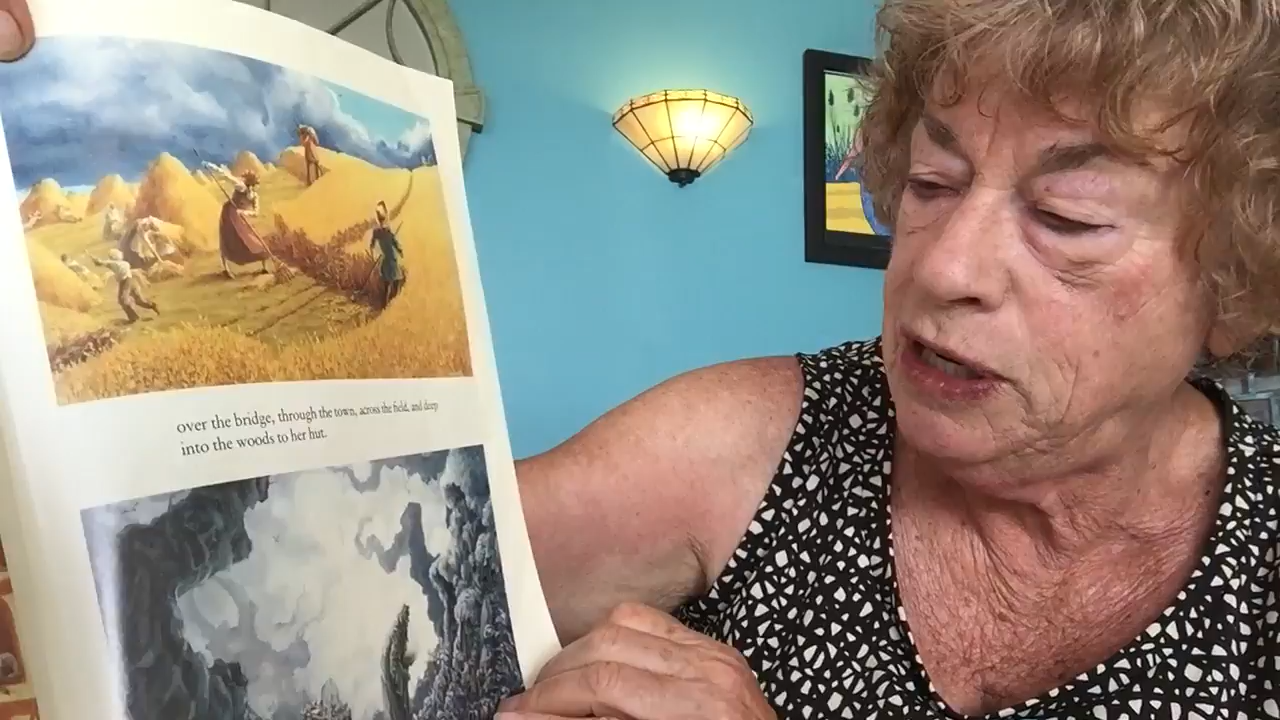 over the bridge, through the town, across the field, and deep
into the woods to her hut.